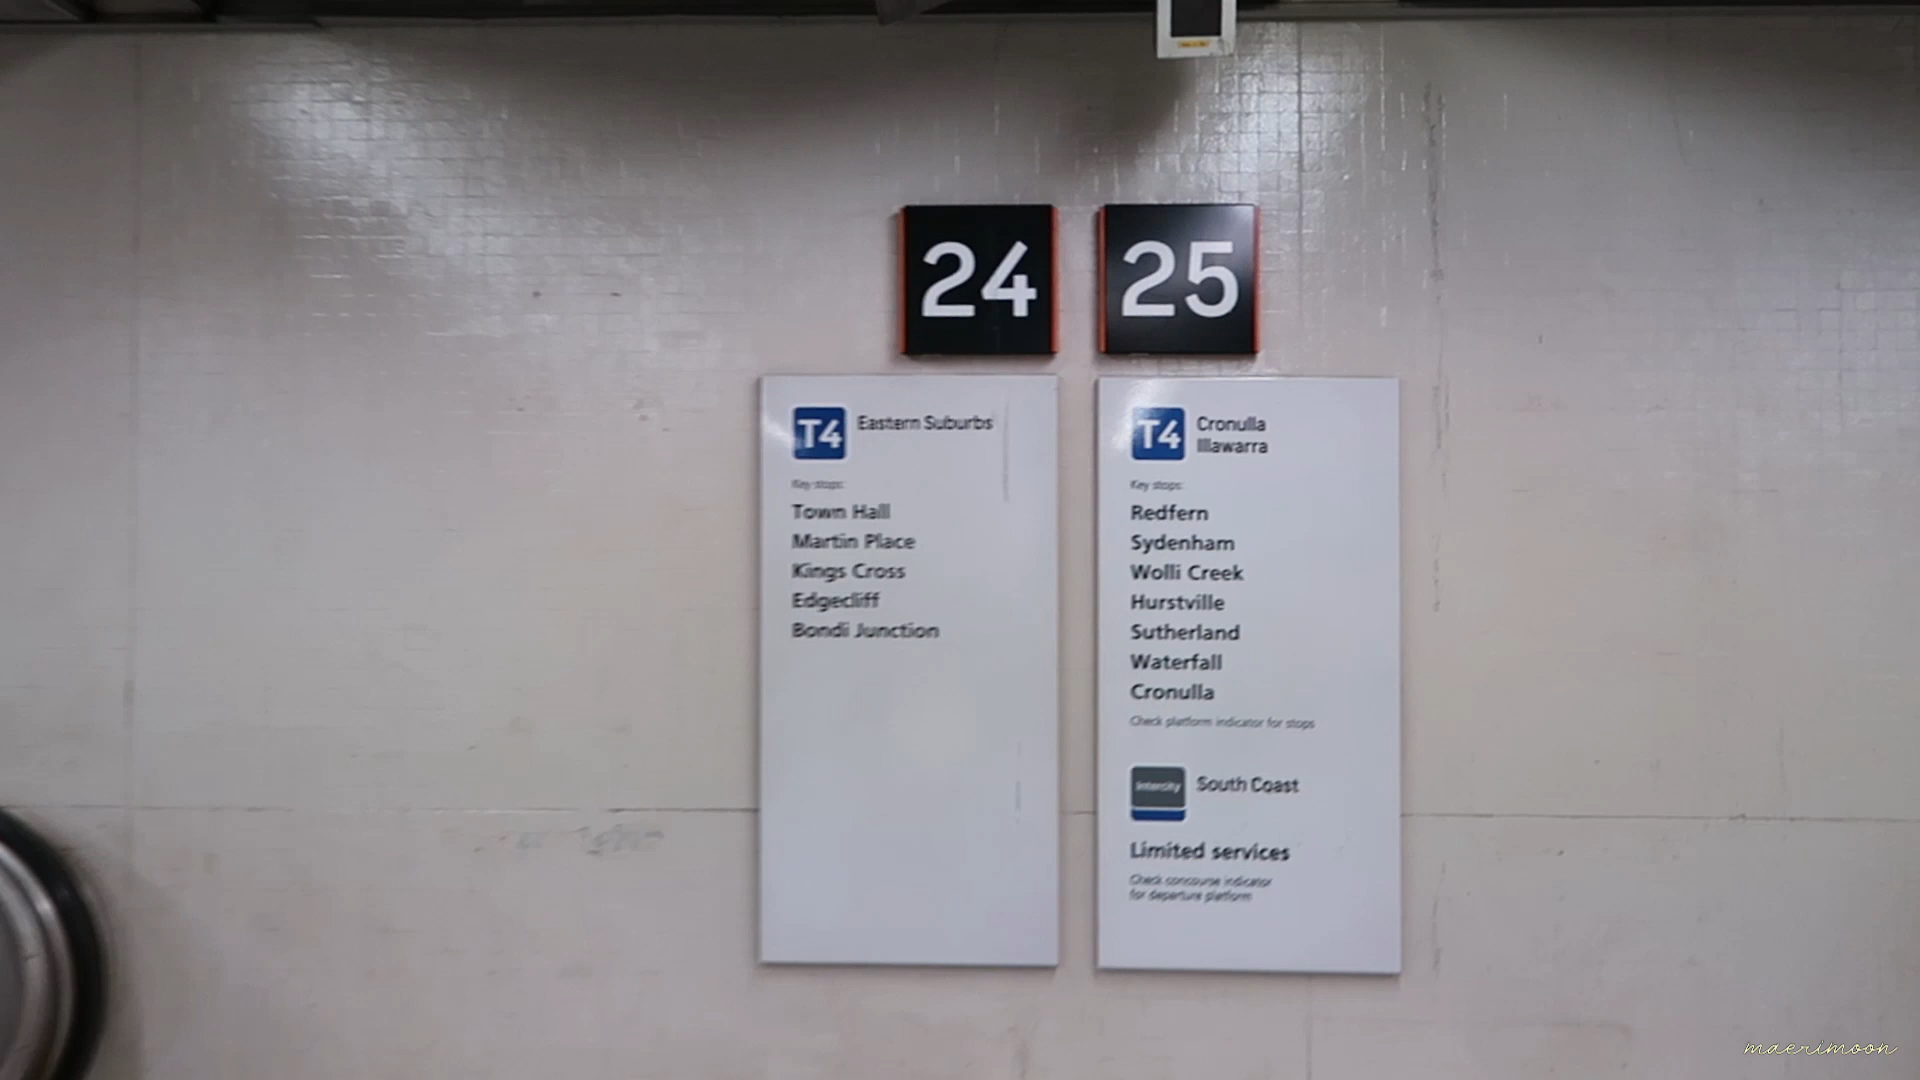 24
25
T4 Eastern Suburbs
Key stops:
Town Hall
Martin Place
Kings Cross
Edgecliff
Bondi Junction
T4 Cronulla
Illawarra
Key stops:
Redfern
Sydenham
Wolli Creek
Hurstville
Sutherland
Waterfall
Cronulla
Check platform indicator for stops
Intercity South Coast
Limited services
Check concourse indicator
for departure platform
maerimoon